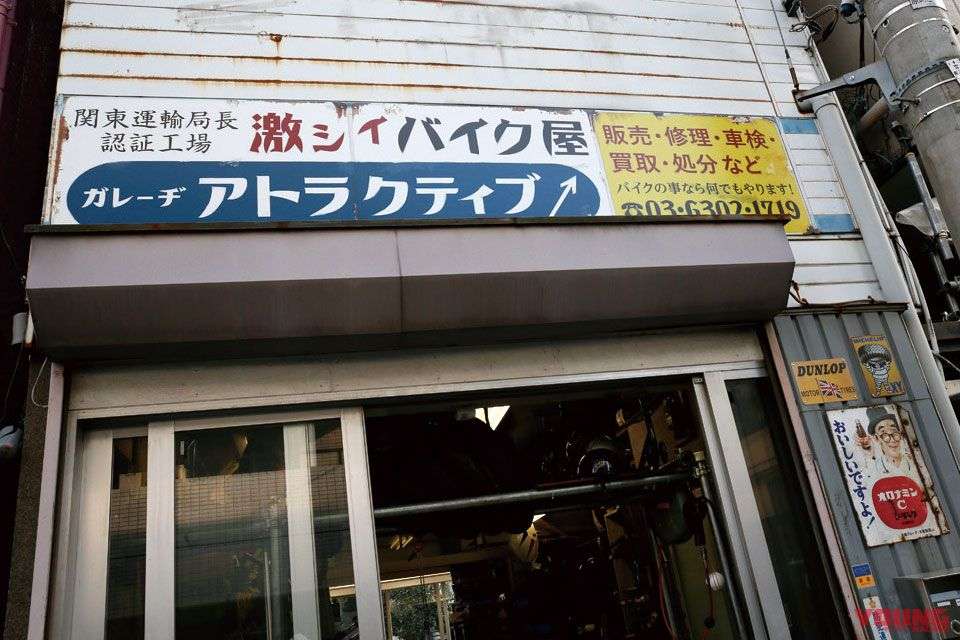 関東運輸局長
認証工場
激シイバイク屋
ガレーヂ アトラクティブ
販売・修理・車検・
買取・処分など
バイクの事なら何でもやります!
☎03-6302-1719
DUNLOP
MOTOR TYRES
MICHELIN
おいしいですよ!
オロナミン
C